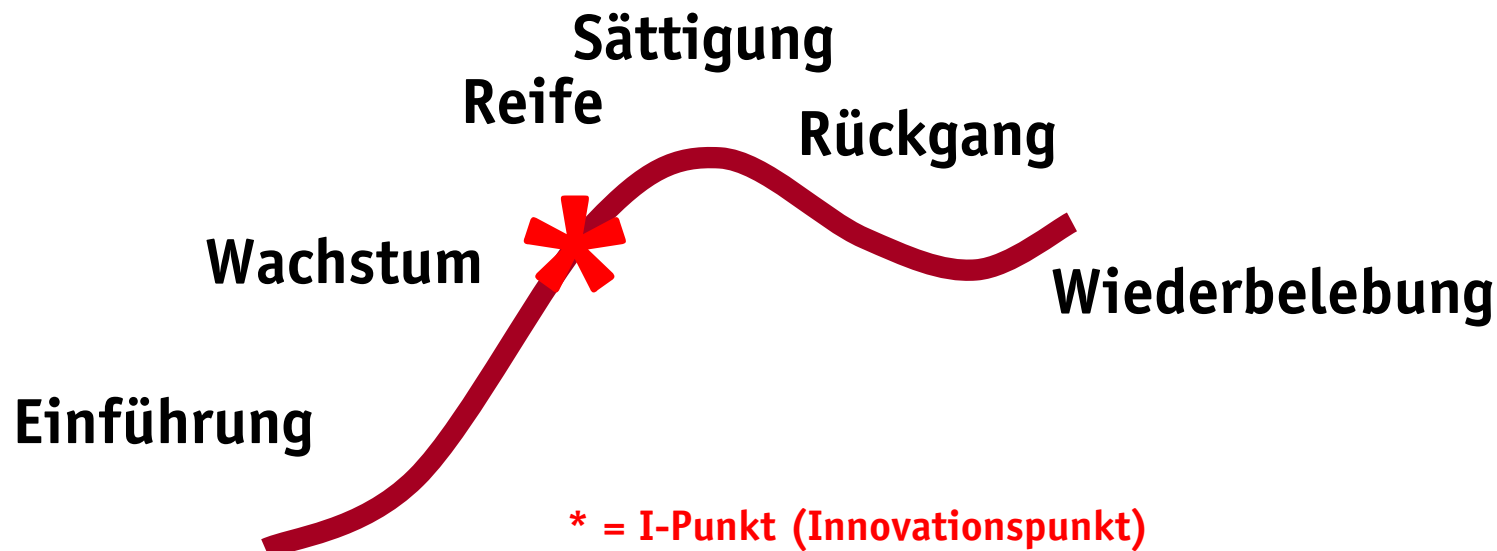 Sättigung
Reife
Rückgang
Wachstum
Wiederbelebung
Einführung
* = I-Punkt (Innovationspunkt)